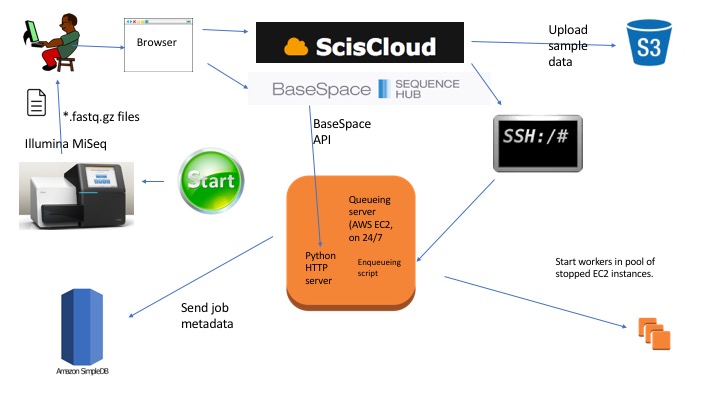 Browser
ScisCloud
Upload
sample
data
S3
BaseSpace
SEQUENCE
HUB
*.fastq.gz files
BaseSpace
API
SSH:/#
Illumina MiSeq
Start
Queueing
server
(AWS EC2,
on 24/7
Python
HTTP
server
Enqueueing
script
Start workers in pool of
stopped EC2 instances.
Send job
metadata
Amazon SimpleDB